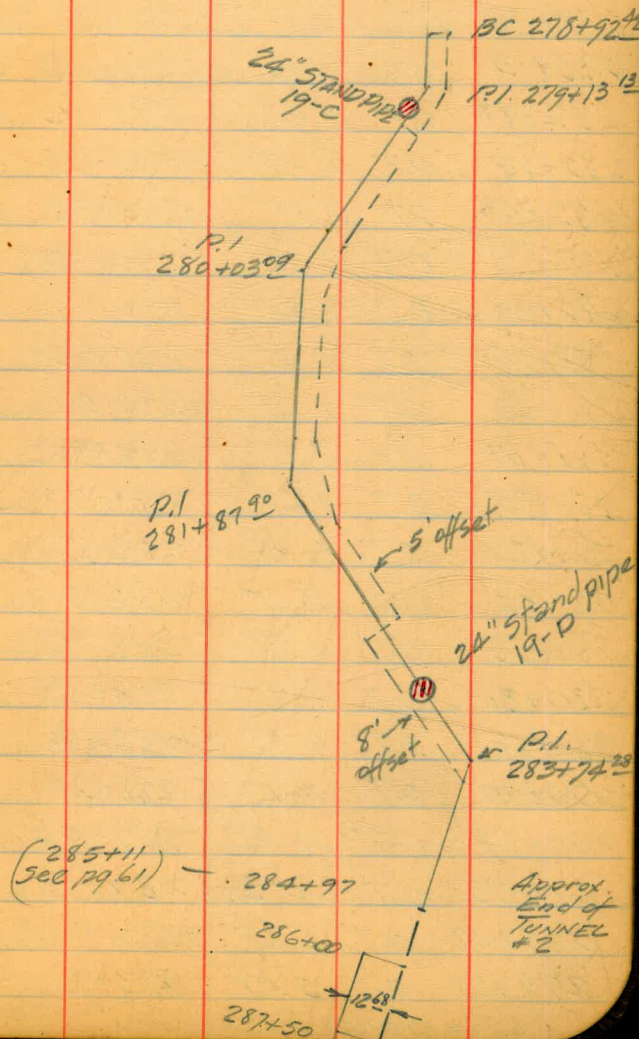 BC 278+92
24" STANDPIPE
19-C
P.I. 279+13 13
P.I
280+03 09
P.I
281+87 90
5' offset
24" Standpipe
19-D
8'
offset
P.I.
283+74 28
(285+11
See pg 61)
284+97
Approx.
End of
TUNNEL
#2
286+00
12 68
287+50